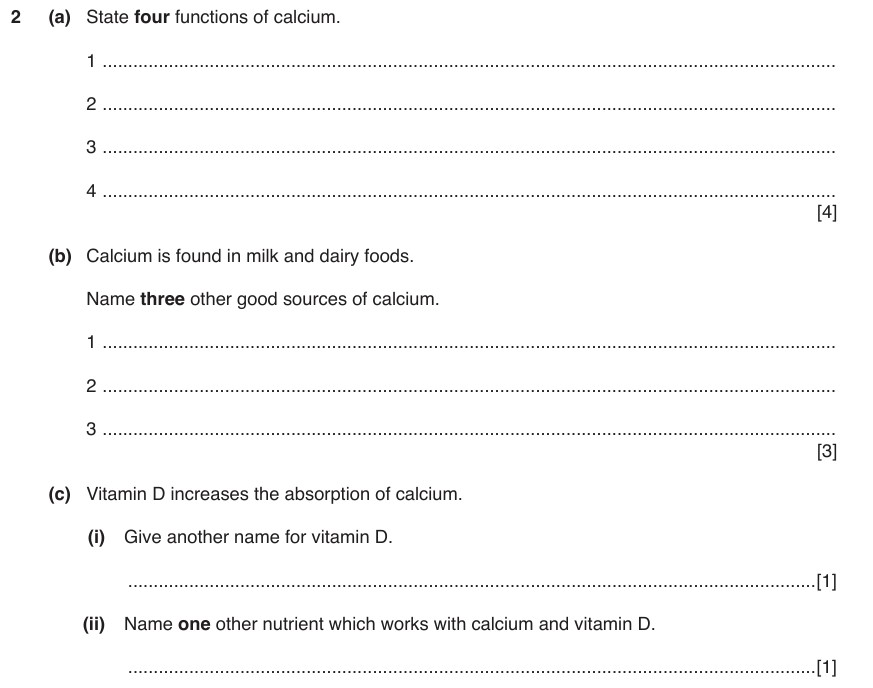 2 (a) State four functions of calcium.
1 ..................................................................................................................................................
2 ..................................................................................................................................................
3 ..................................................................................................................................................
4 ..................................................................................................................................................
[4]
(b) Calcium is found in milk and dairy foods.
Name three other good sources of calcium.
1 ..................................................................................................................................................
2 ..................................................................................................................................................
3 ..................................................................................................................................................
[3]
(c) Vitamin D increases the absorption of calcium.
(i) Give another name for vitamin D.
..........................................................................................................................................[1]
(ii) Name one other nutrient which works with calcium and vitamin D.
..........................................................................................................................................[1]